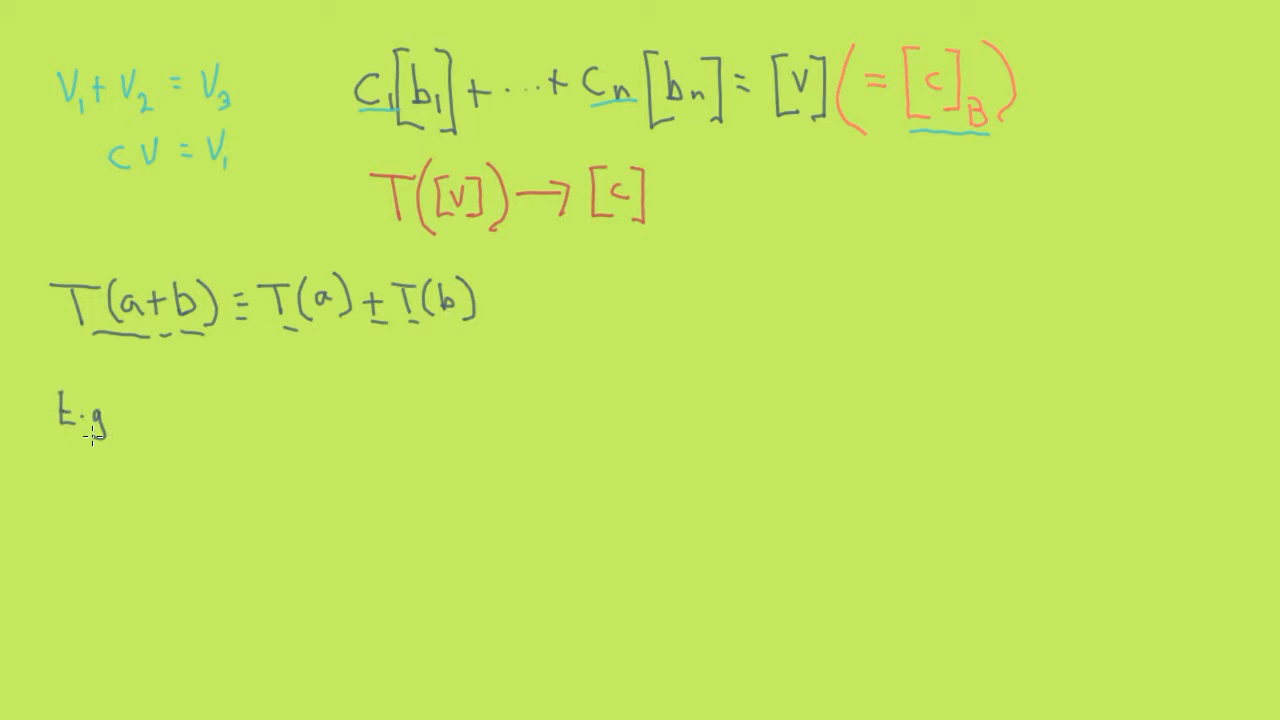 V₁ + V₂ = V₃
C₁[b₁] + ... + Cₙ[bₙ] = [v] (= [c]_B)
cV = V₁
T([v]) → [c]
T(a+b) = T(a) + T(b)
E.g